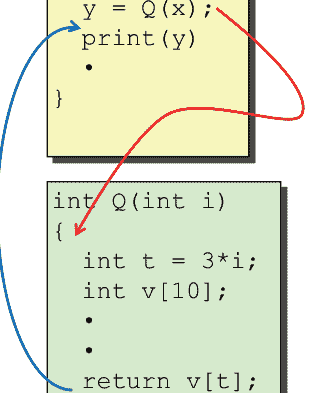 y = Q(x);
print(y)
•
}
int Q(int i)
{
int t = 3*i;
int v[10];
•
•
return v[t];